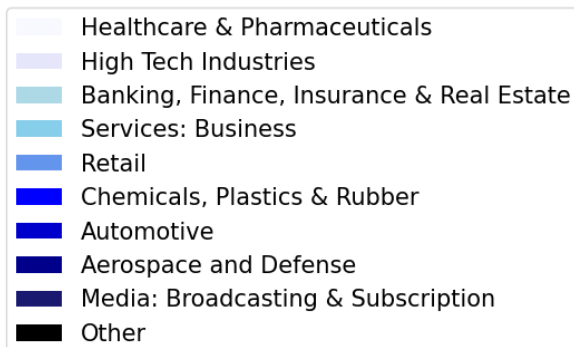 Healthcare & Pharmaceuticals
High Tech Industries
Banking, Finance, Insurance & Real Estate
Services: Business
Retail
Chemicals, Plastics & Rubber
Automotive
Aerospace and Defense
Media: Broadcasting & Subscription
Other